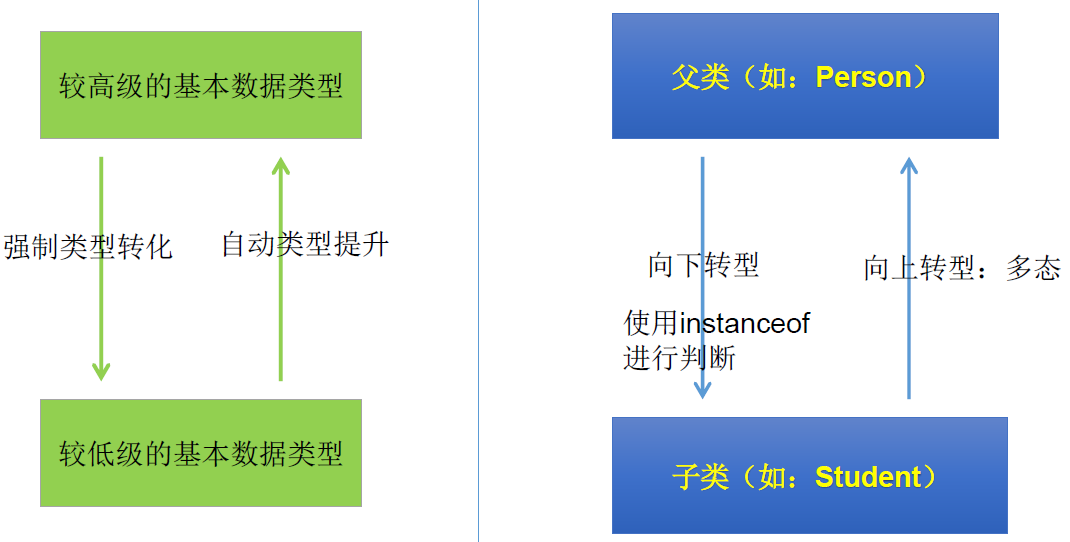 较高级的基本数据类型
强制类型转化
自动类型提升
较低级的基本数据类型
父类（如：Person）
向下转型
使用instanceof
进行判断
向上转型：多态
子类（如：Student）